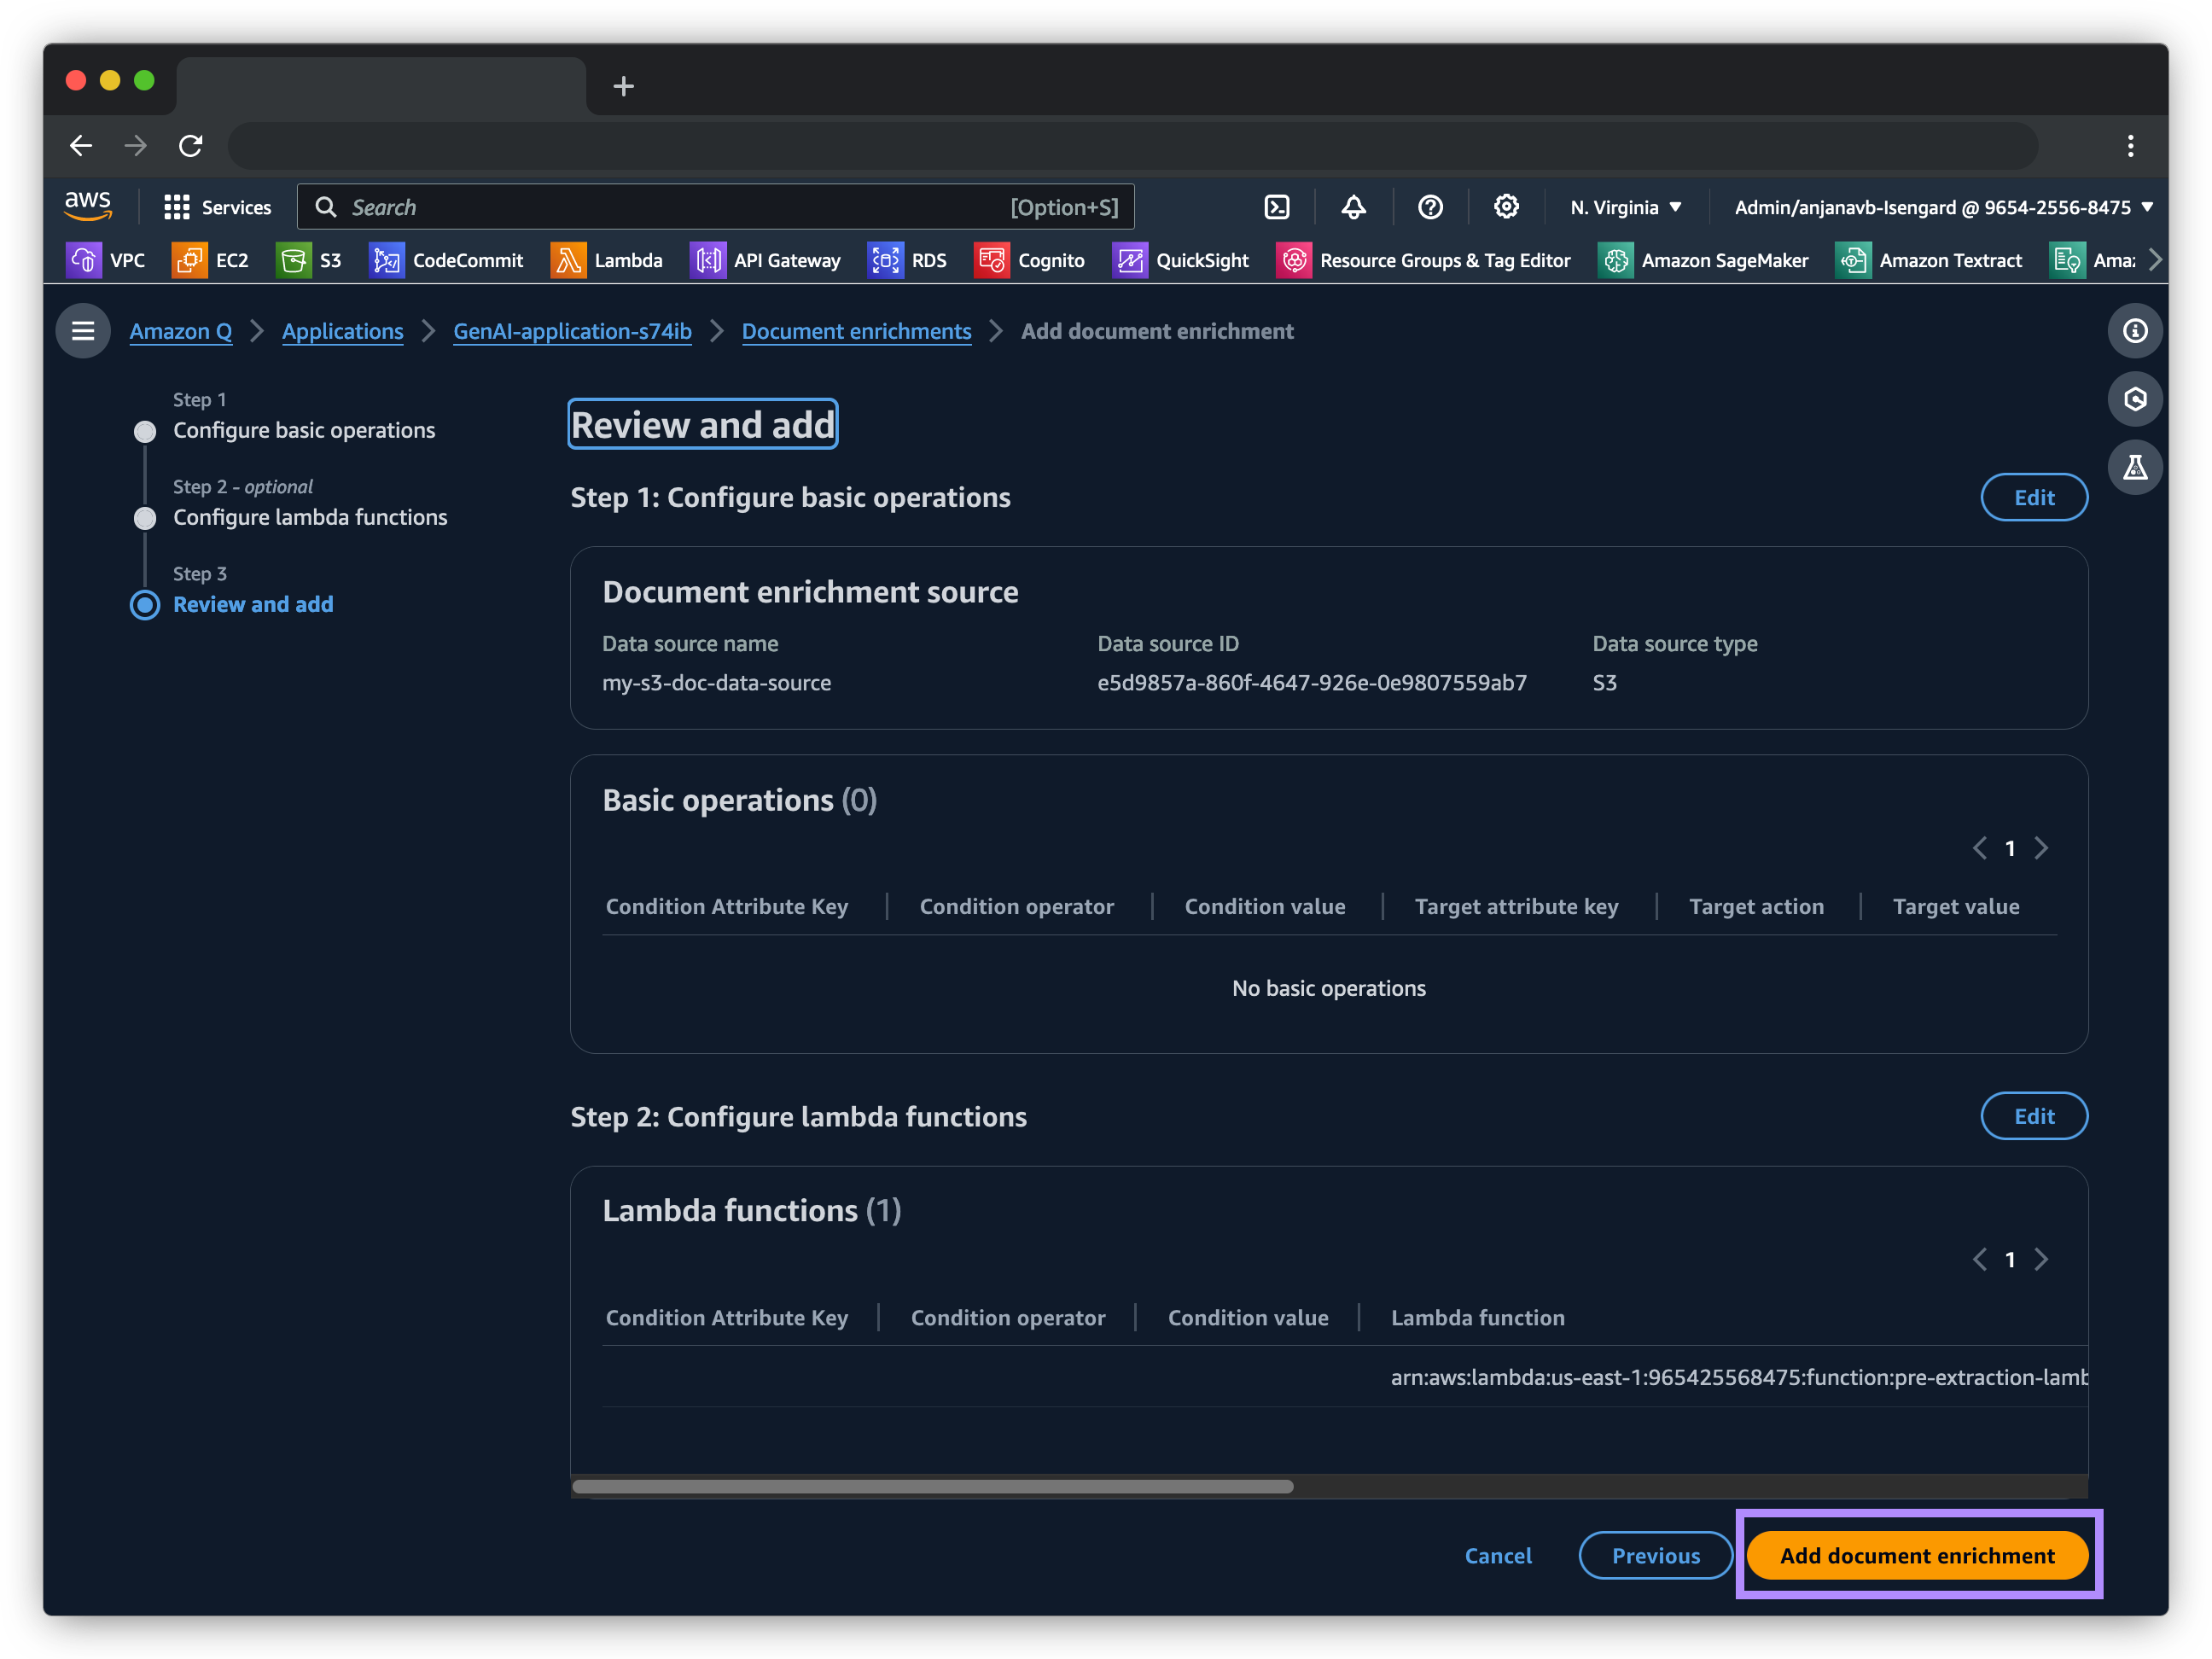 aws
Services
Search
[Option+S]
N. Virginia
Admin/anjanavb-Isengard @ 9654-2556-8475
VPC
EC2
S3
CodeCommit
Lambda
API Gateway
RDS
Cognito
QuickSight
Resource Groups & Tag Editor
Amazon SageMaker
Amazon Textract
Amaz
Amazon Q
Applications
GenAI-application-s74ib
Document enrichments
Add document enrichment
Step 1
Configure basic operations
Step 2 - optional
Configure lambda functions
Step 3
Review and add
Review and add
Step 1: Configure basic operations
Edit
Document enrichment source
Data source name
my-s3-doc-data-source
Data source ID
e5d9857a-860f-4647-926e-0e9807559ab7
Data source type
S3
Basic operations (0)
1
Condition Attribute Key
Condition operator
Condition value
Target attribute key
Target action
Target value
No basic operations
Step 2: Configure lambda functions
Edit
Lambda functions (1)
1
Condition Attribute Key
Condition operator
Condition value
Lambda function
arn:aws:lambda:us-east-1:965425568475:function:pre-extraction-lamb
Cancel
Previous
Add document enrichment